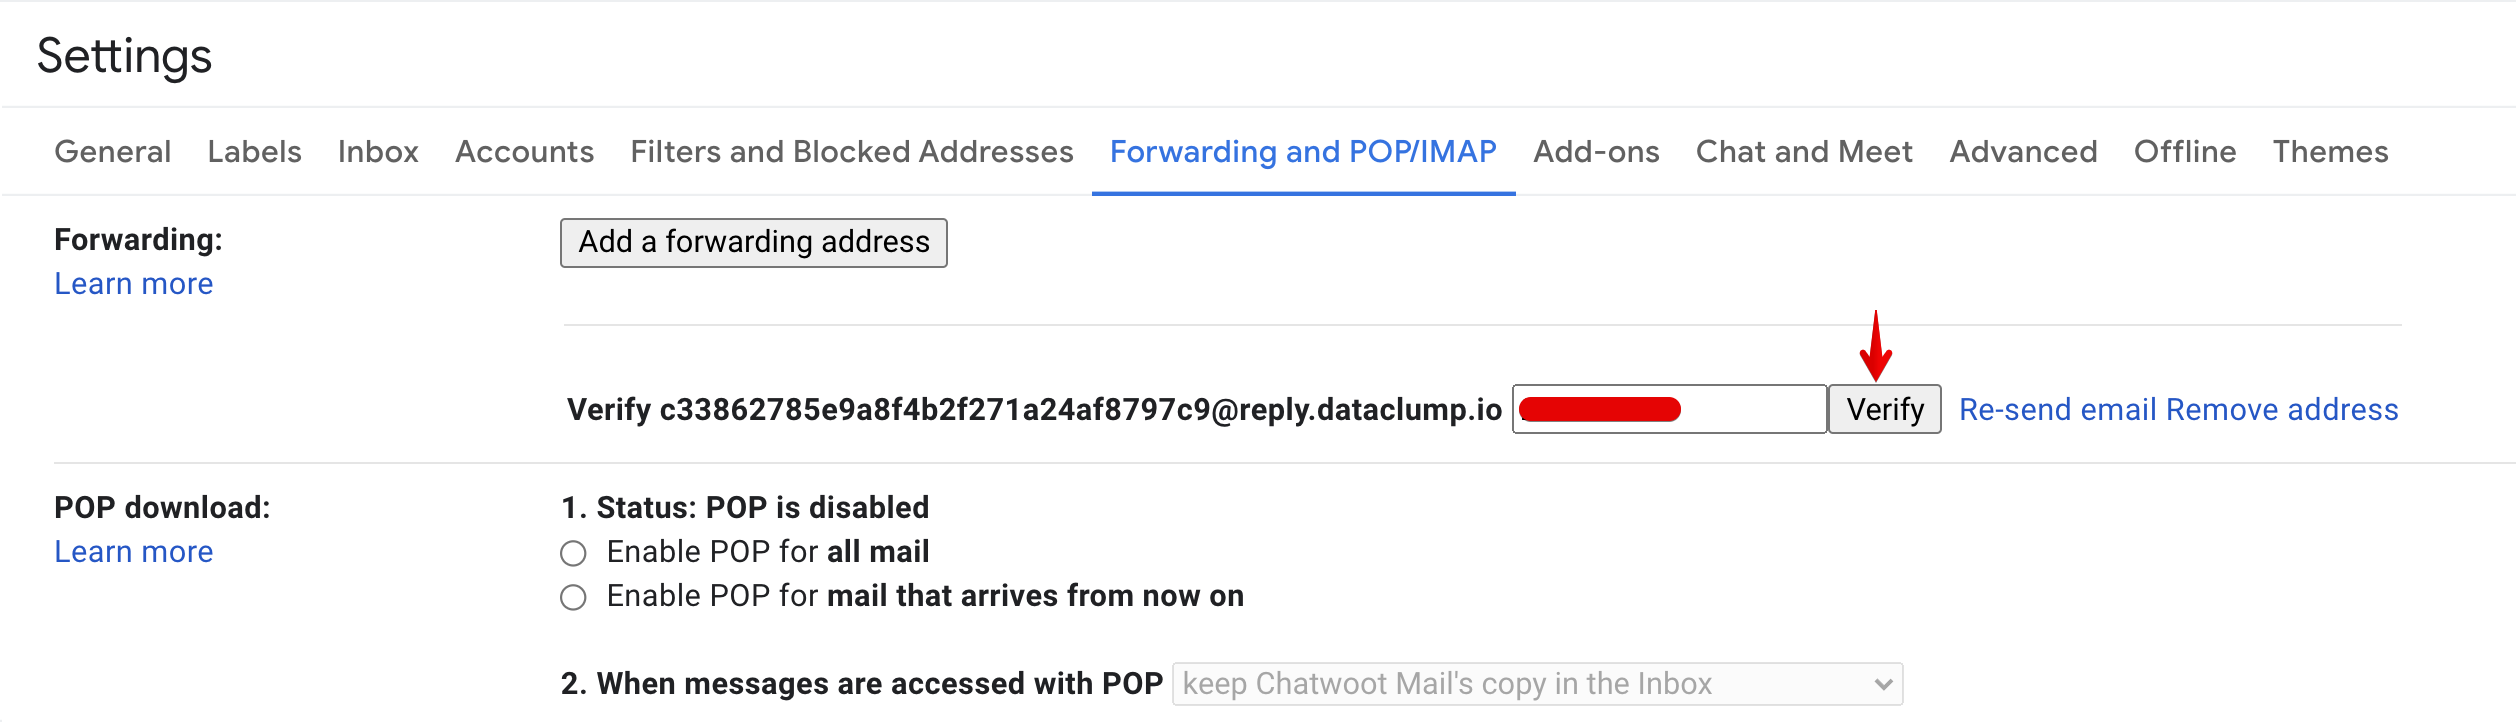 Settings
General Labels Inbox Accounts Filters and Blocked Addresses Forwarding and POP/IMAP Add-ons Chat and Meet Advanced Offline Themes
Forwarding: Add a forwarding address
Learn more
Verify c33862785e9a8f4b2f271a24af8797c9@reply.dataclump.io Verify Re-send email Remove address
POP download: 1. Status: POP is disabled
Learn more Enable POP for all mail
Enable POP for mail that arrives from now on
2. When messages are accessed with POP keep Chatwoot Mail's copy in the Inbox